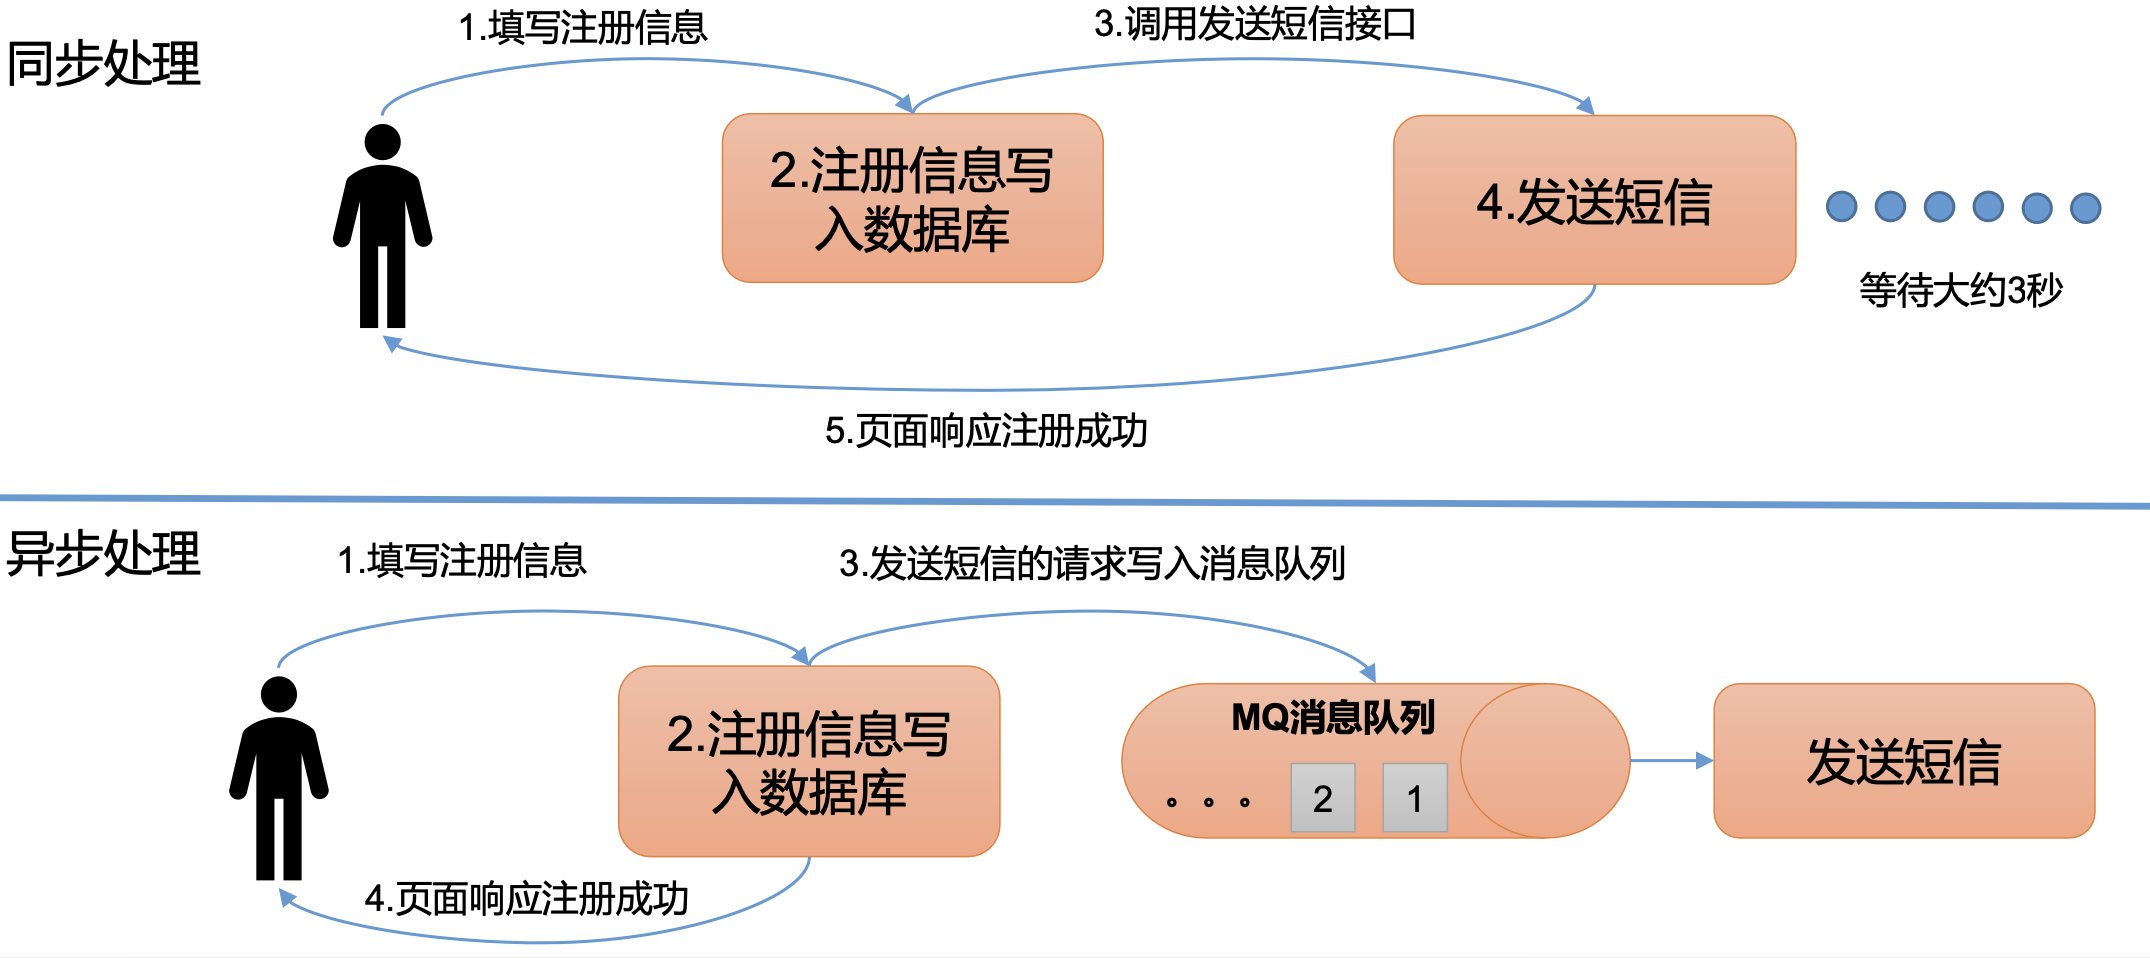 同步处理
1.填写注册信息
3.调用发送短信接口
2.注册信息写
入数据库
4.发送短信
等待大约3秒
5.页面响应注册成功
异步处理
1.填写注册信息
3.发送短信的请求写入消息队列
2.注册信息写
入数据库
MQ消息队列
。。。
2
1
发送短信
4.页面响应注册成功